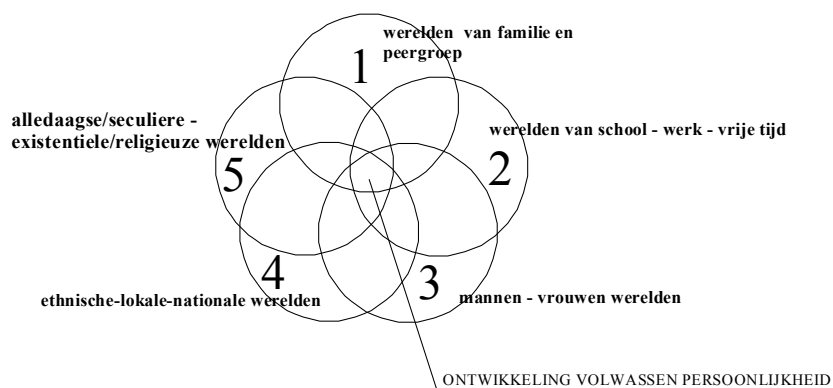 werelden van familie en
peergroep
1
alledaagse/seculiere -
existentiele/religieuze werelden
werelden van school - werk - vrije tijd
5
2
4
3
ethnische-lokale-nationale werelden
mannen - vrouwen werelden
ONTWIKKELING VOLWASSEN PERSOONLIJKHEID